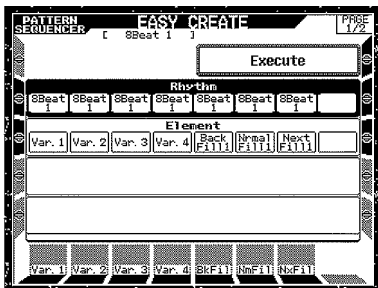 PATTERN SEQUENCER
EASY CREATE
PAGE 1/2
[ 8Beat 1 ]
Execute
Rhythm
8Beat 1 8Beat 1 8Beat 1 8Beat 1 8Beat 1 8Beat 1 8Beat 1
Element
Var. 1 Var. 2 Var. 3 Var. 4 Back Fill1 Nrmal Fill1 Next Fill1
Var. 1 Var. 2 Var. 3 Var. 4 BkFil NmFil NxFil